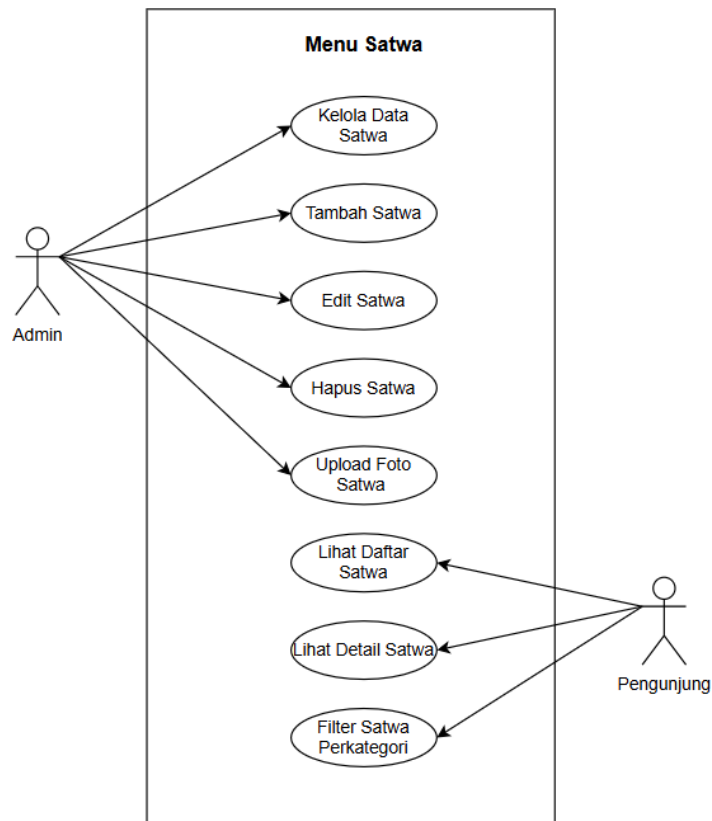 Menu Satwa
Kelola Data
Satwa
Tambah Satwa
Edit Satwa
Admin
Hapus Satwa
Upload Foto
Satwa
Lihat Daftar
Satwa
Lihat Detail Satwa
Pengunjung
Filter Satwa
Perkategori